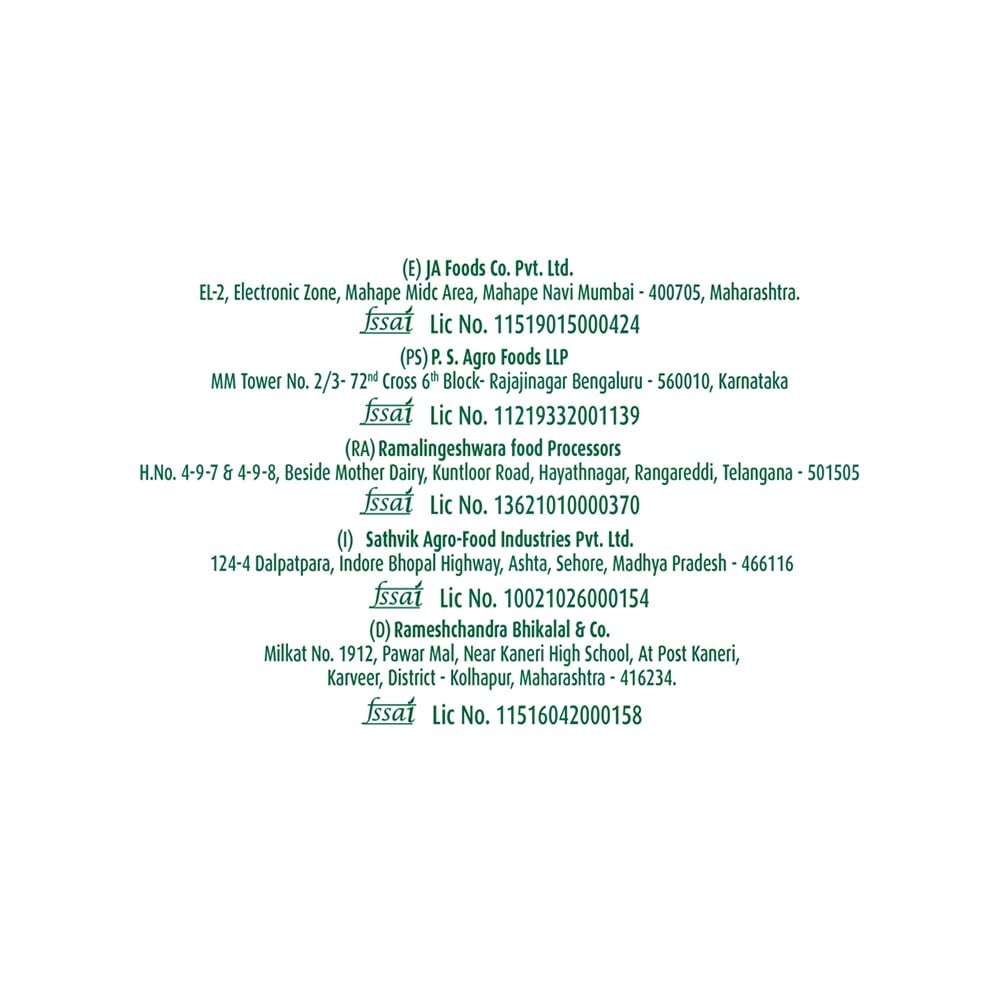 (E) JA Foods Co. Pvt. Ltd.
EL-2, Electronic Zone, Mahape Midc Area, Mahape Navi Mumbai - 400705, Maharashtra.
fssai Lic No. 11519015000424
(PS) P. S. Agro Foods LLP
MM Tower No. 2/3- 72nd Cross 6th Block- Rajajinagar Bengaluru - 560010, Karnataka
fssai Lic No. 11219332001139
(RA) Ramalingeshwara food Processors
H.No. 4-9-7 & 4-9-8, Beside Mother Dairy, Kuntloor Road, Hayathnagar, Rangareddi, Telangana - 501505
fssai Lic No. 13621010000370
(I) Sathvik Agro-Food Industries Pvt. Ltd.
124-4 Dalpatpara, Indore Bhopal Highway, Ashta, Sehore, Madhya Pradesh - 466116
fssai Lic No. 10021026000154
(D) Rameshchandra Bhikalal & Co.
Milkat No. 1912, Pawar Mal, Near Kaneri High School, At Post Kaneri,
Karveer, District - Kolhapur, Maharashtra - 416234.
fssai Lic No. 11516042000158